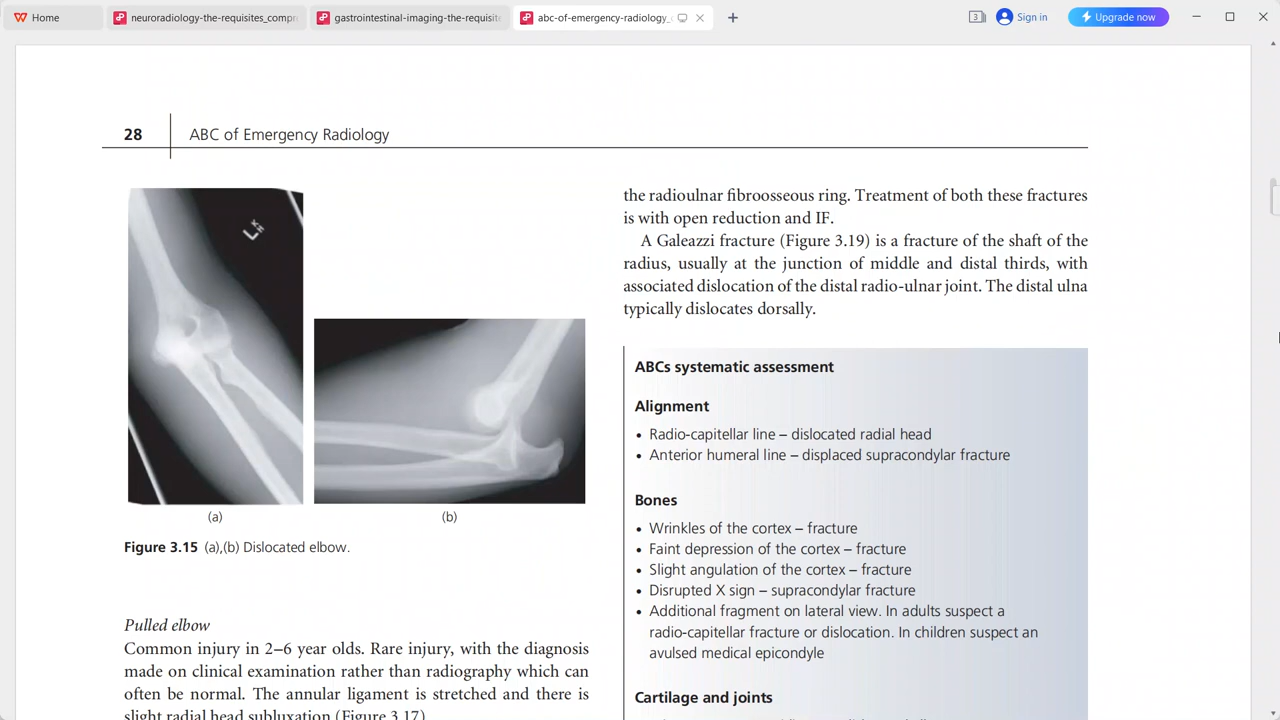 Home
neuroradiology-the-requisites_compr
gastrointestinal-imaging-the-requisite
abc-of-emergency-radiology_
3
Sign in
Upgrade now
28
ABC of Emergency Radiology
L
(a)
(b)
Figure 3.15 (a),(b) Dislocated elbow.
Pulled elbow
Common injury in 2–6 year olds. Rare injury, with the diagnosis
made on clinical examination rather than radiography which can
often be normal. The annular ligament is stretched and there is
slight radial head subluxation (Figure 3.17).
the radioulnar fibroosseous ring. Treatment of both these fractures
is with open reduction and IF.
A Galeazzi fracture (Figure 3.19) is a fracture of the shaft of the
radius, usually at the junction of middle and distal thirds, with
associated dislocation of the distal radio-ulnar joint. The distal ulna
typically dislocates dorsally.
ABCs systematic assessment
Alignment
• Radio-capitellar line – dislocated radial head
• Anterior humeral line – displaced supracondylar fracture
Bones
• Wrinkles of the cortex – fracture
• Faint depression of the cortex – fracture
• Slight angulation of the cortex – fracture
• Disrupted X sign – supracondylar fracture
• Additional fragment on lateral view. In adults suspect a
radio-capitellar fracture or dislocation. In children suspect an
avulsed medical epicondyle
Cartilage and joints